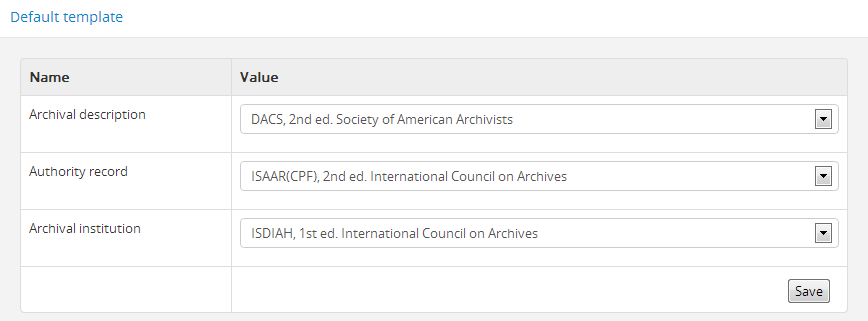 Default template
Name Value
Archival description DACS, 2nd ed. Society of American Archivists
Authority record ISAAR(CPF), 2nd ed. International Council on Archives
Archival institution ISDIAH, 1st ed. International Council on Archives
Save